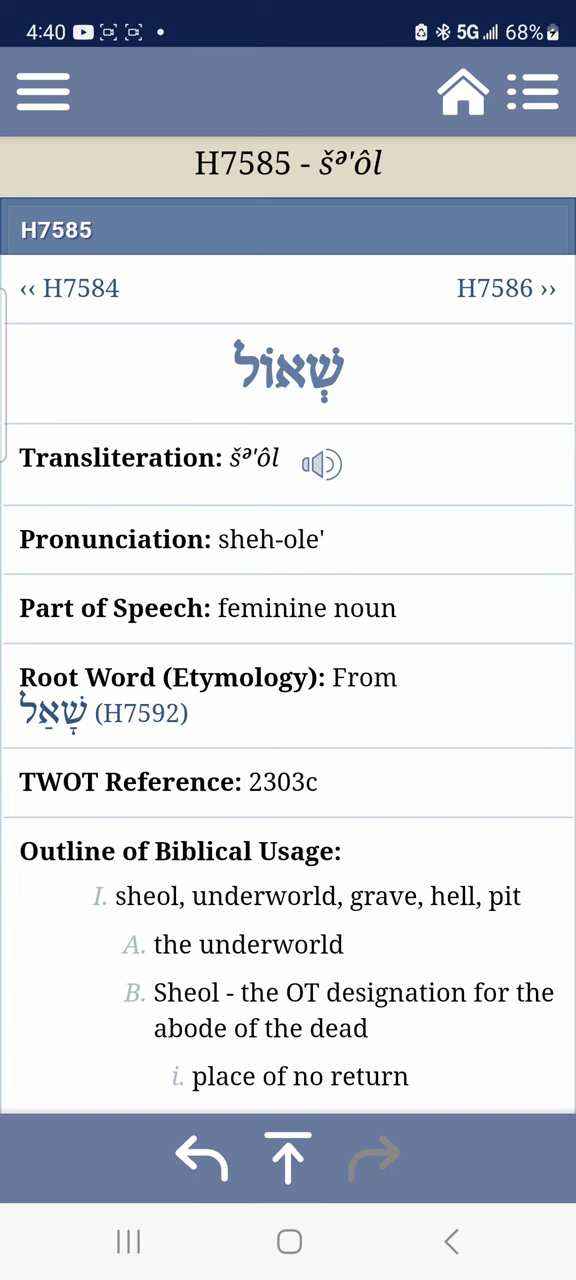 4:40 5G 68%
H7585 - šᵊ'ôl
H7585
‹‹ H7584 H7586 ››
שְׁאוֹל
Transliteration: šᵊ'ôl
Pronunciation: sheh-ole'
Part of Speech: feminine noun
Root Word (Etymology): From
שָׁאַל (H7592)
TWOT Reference: 2303c
Outline of Biblical Usage:
I. sheol, underworld, grave, hell, pit
A. the underworld
B. Sheol - the OT designation for the
abode of the dead
i. place of no return